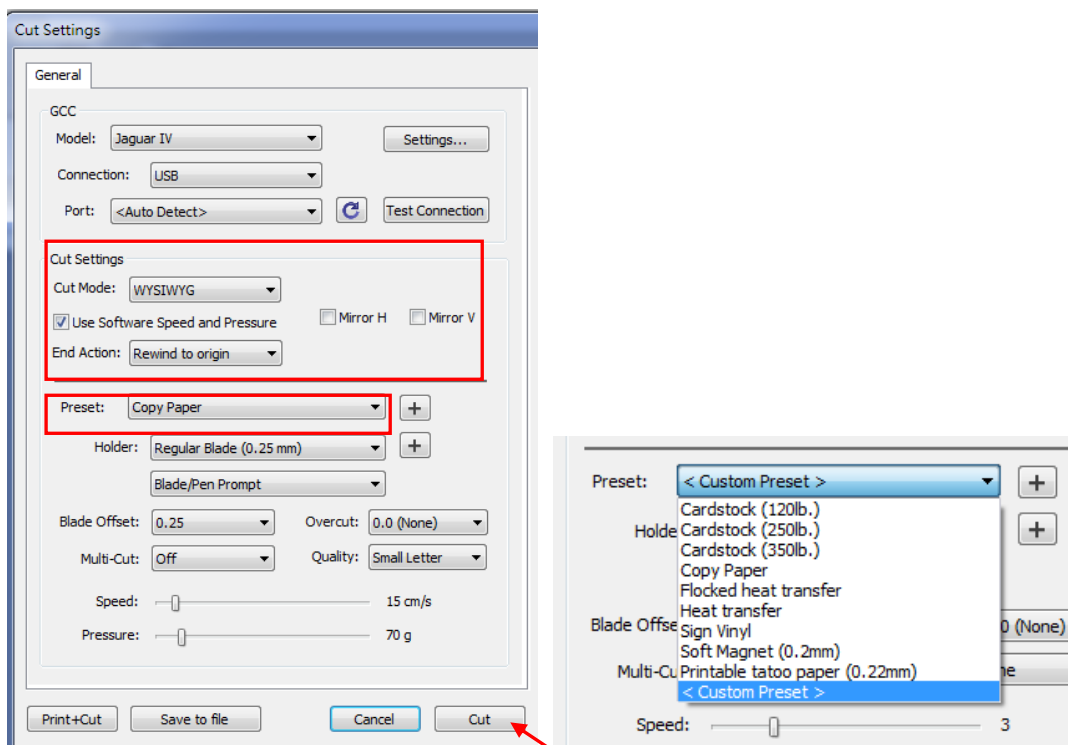 Cut Settings
General
GCC
Model: Jaguar IV Settings...
Connection: USB
Port: <Auto Detect> Test Connection
Cut Settings
Cut Mode: WYSIWYG
Use Software Speed and Pressure Mirror H Mirror V
End Action: Rewind to origin
Preset: Copy Paper +
Holder: Regular Blade (0.25 mm) +
Blade/Pen Prompt
Blade Offset: 0.25 Overcut: 0.0 (None)
Multi-Cut: Off Quality: Small Letter
Speed: 15 cm/s
Pressure: 70 g
Print+Cut Save to file Cancel Cut
Preset: < Custom Preset > +
Cardstock (120lb.)
Holde Cardstock (250lb.) +
Cardstock (350lb.)
Copy Paper
Flocked heat transfer
Heat transfer
Blade Offse Sign Vinyl 0 (None)
Soft Magnet (0.2mm)
Multi-Cu Printable tatoo paper (0.22mm) ne
< Custom Preset >
Speed: 3